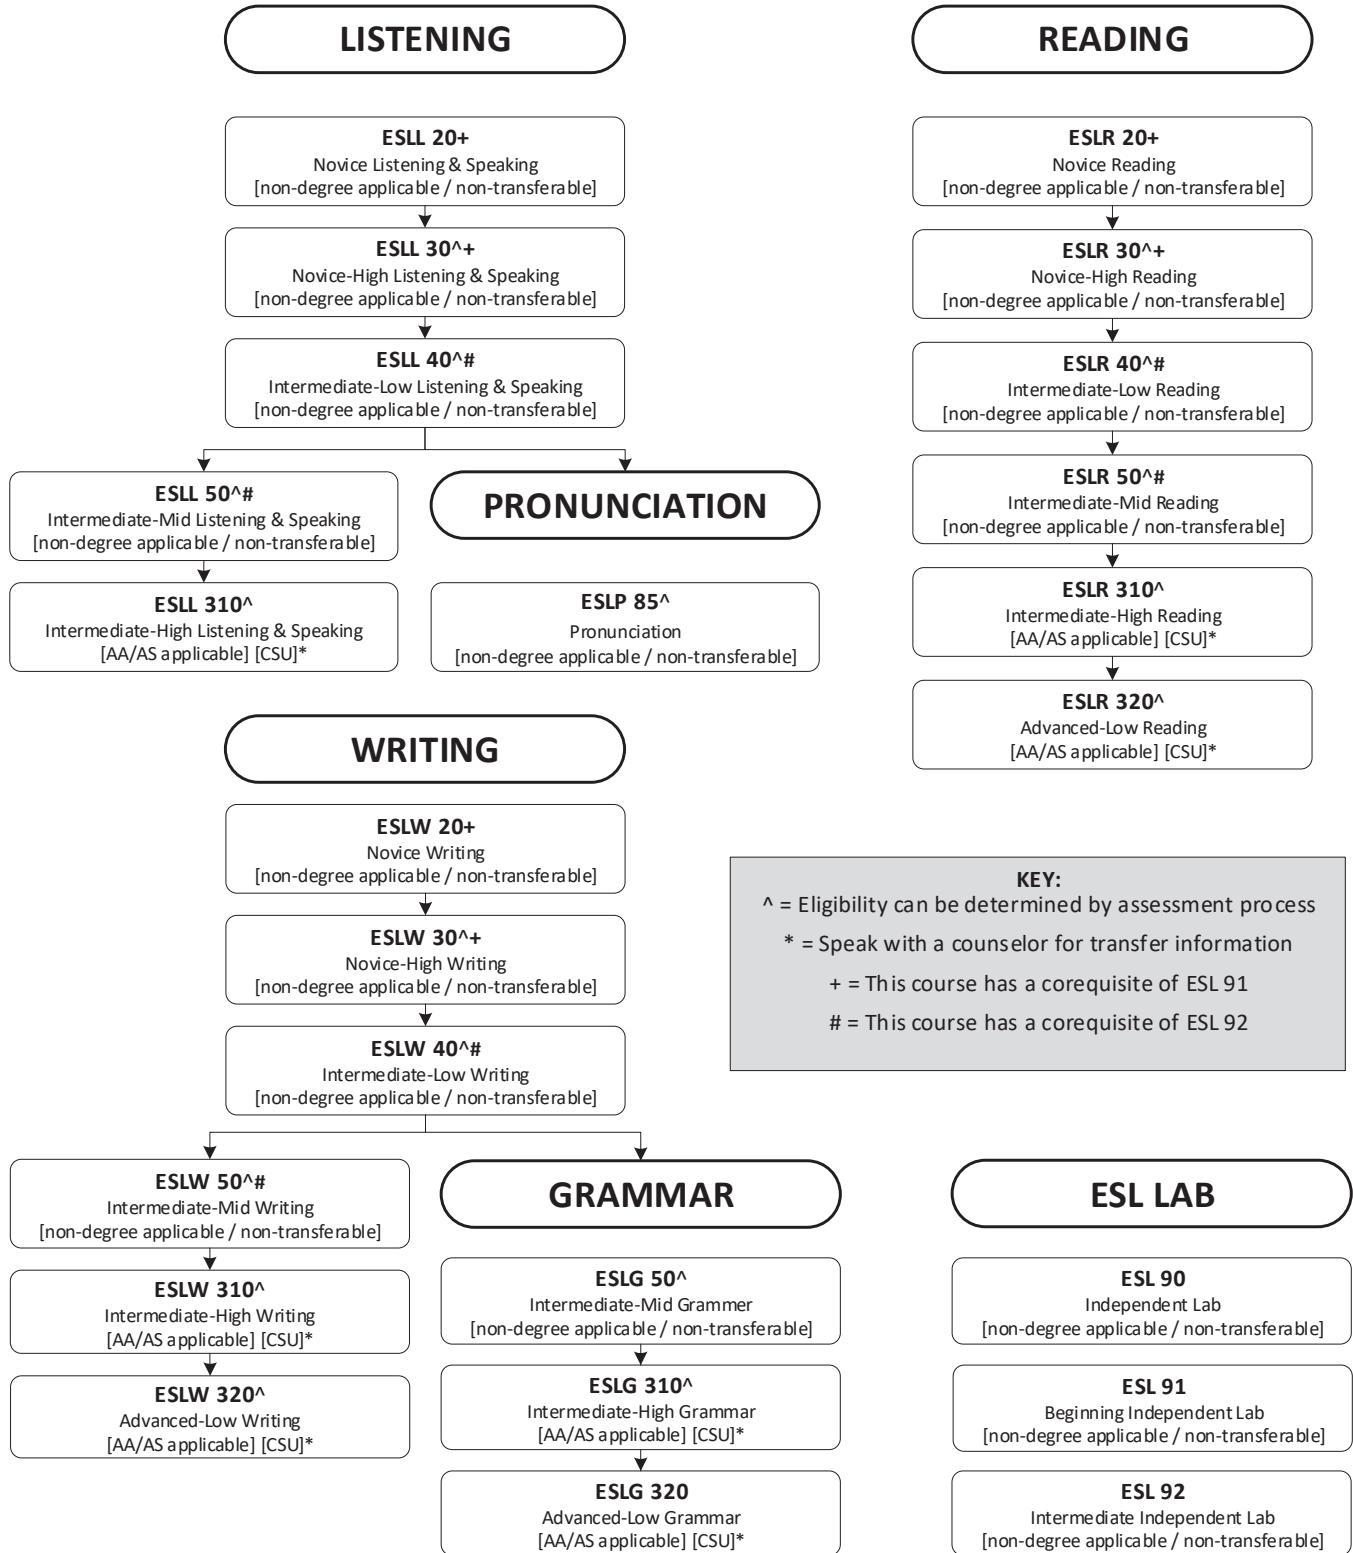 LISTENING
ESLL 20+
Novice Listening & Speaking
[non-degree applicable / non-transferable]
ESLL 30^+
Novice-High Listening & Speaking
[non-degree applicable / non-transferable]
ESLL 40^#
Intermediate-Low Listening & Speaking
[non-degree applicable / non-transferable]
ESLL 50^#
Intermediate-Mid Listening & Speaking
[non-degree applicable / non-transferable]
ESLL 310^
Intermediate-High Listening & Speaking
[AA/AS applicable] [CSU]*
PRONUNCIATION
ESLP 85^
Pronunciation
[non-degree applicable / non-transferable]
READING
ESLR 20+
Novice Reading
[non-degree applicable / non-transferable]
ESLR 30^+
Novice-High Reading
[non-degree applicable / non-transferable]
ESLR 40^#
Intermediate-Low Reading
[non-degree applicable / non-transferable]
ESLR 50^#
Intermediate-Mid Reading
[non-degree applicable / non-transferable]
ESLR 310^
Intermediate-High Reading
[AA/AS applicable] [CSU]*
ESLR 320^
Advanced-Low Reading
[AA/AS applicable] [CSU]*
WRITING
ESLW 20+
Novice Writing
[non-degree applicable / non-transferable]
ESLW 30^+
Novice-High Writing
[non-degree applicable / non-transferable]
ESLW 40^#
Intermediate-Low Writing
[non-degree applicable / non-transferable]
ESLW 50^#
Intermediate-Mid Writing
[non-degree applicable / non-transferable]
ESLW 310^
Intermediate-High Writing
[AA/AS applicable] [CSU]*
ESLW 320^
Advanced-Low Writing
[AA/AS applicable] [CSU]*
KEY:
^ = Eligibility can be determined by assessment process
* = Speak with a counselor for transfer information
+ = This course has a corequisite of ESL 91
# = This course has a corequisite of ESL 92
GRAMMAR
ESLG 50^
Intermediate-Mid Grammer
[non-degree applicable / non-transferable]
ESLG 310^
Intermediate-High Grammar
[AA/AS applicable] [CSU]*
ESLG 320
Advanced-Low Grammar
[AA/AS applicable] [CSU]*
ESL LAB
ESL 90
Independent Lab
[non-degree applicable / non-transferable]
ESL 91
Beginning Independent Lab
[non-degree applicable / non-transferable]
ESL 92
Intermediate Independent Lab
[non-degree applicable / non-transferable]